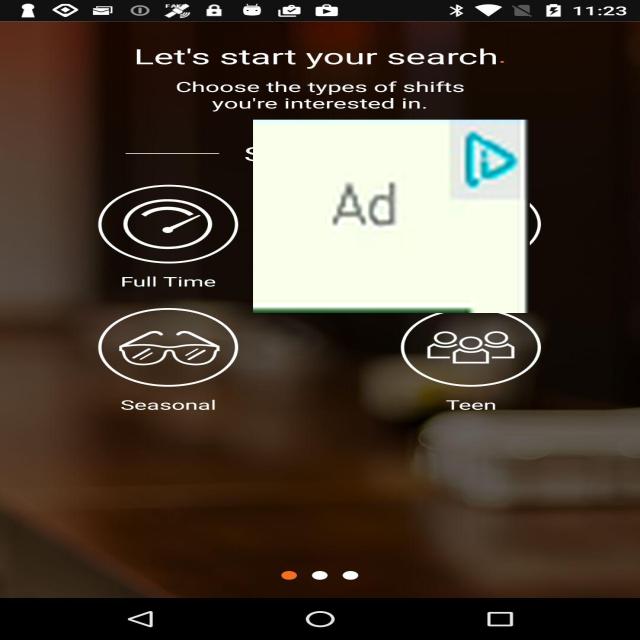 11:23
Let's start your search.
Choose the types of shifts
you're interested in.
Ad
Full Time
Seasonal
Teen